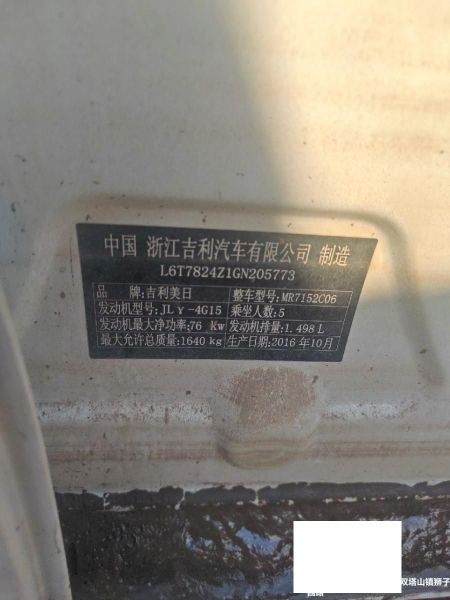 中国 浙江吉利汽车有限公司 制造
L6T7824Z1GN205773
品 牌:吉利美日 整车型号:MR7152C06
发动机型号:JLγ-4G15 乘坐人数:5
发动机最大净功率:76 Kw 发动机排量:1.498 L
最大允许总质量:1640 kg 生产日期:2016 年10月
双塔山镇狮子